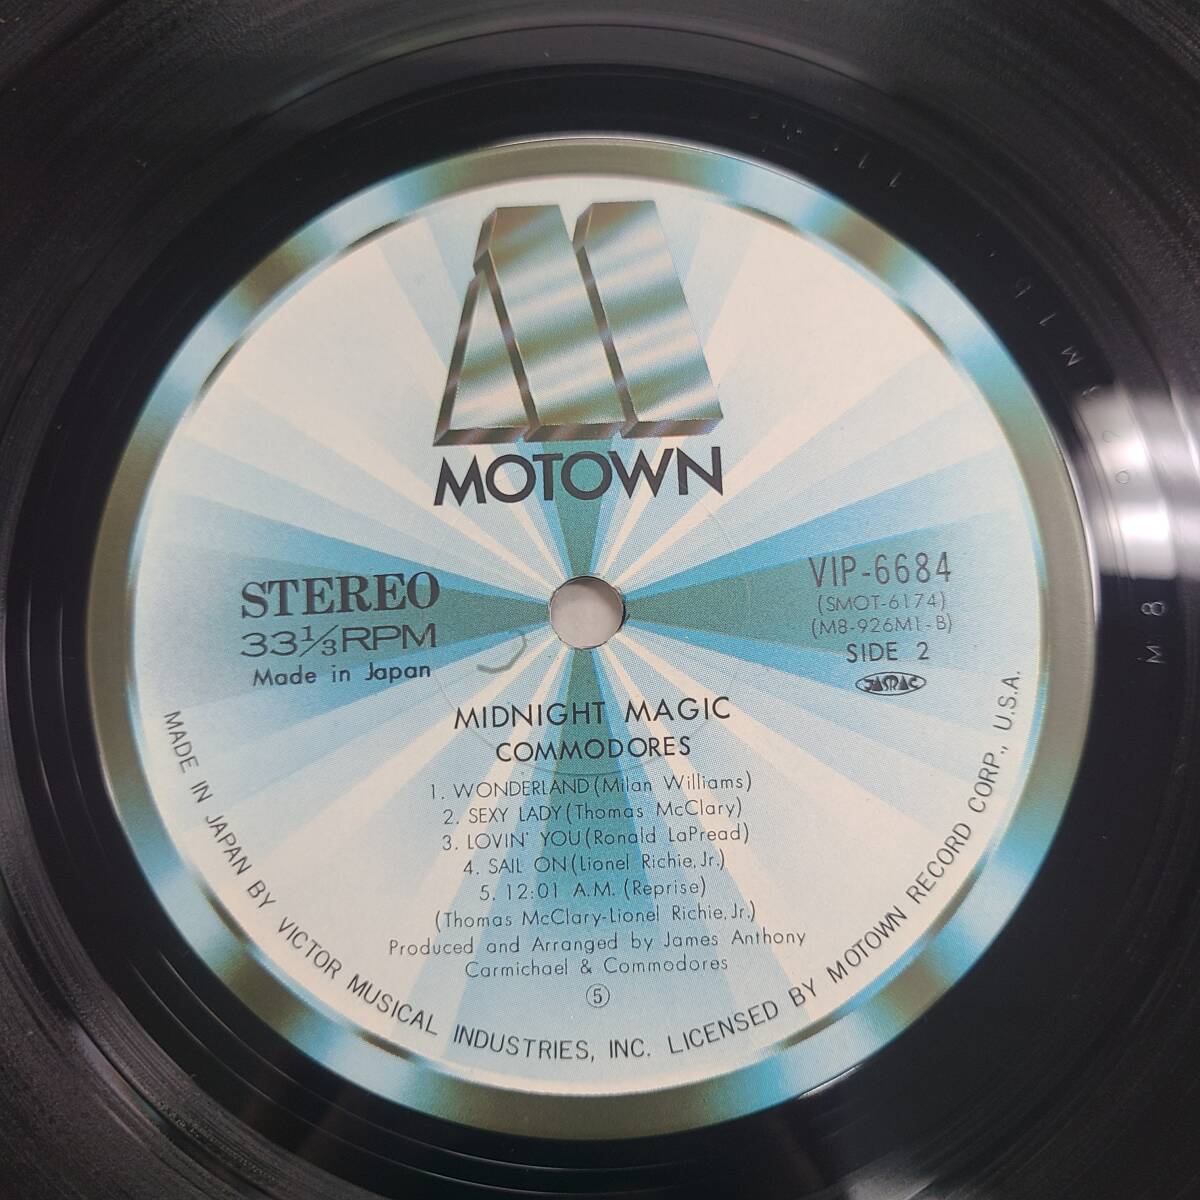 MOTOWN
STEREO
33⅓RPM
Made in Japan
VIP-6684
(SMOT-6174)
(M8-926M1-B)
SIDE 2
JASRAC
MIDNIGHT MAGIC
COMMODORES
1. WONDERLAND (Milan Williams)
2. SEXY LADY (Thomas McClary)
3. LOVIN' YOU (Ronald LaPread)
4. SAIL ON (Lionel Richie, Jr.)
5. 12:01 A.M. (Reprise)
(Thomas McClary-Lionel Richie, Jr.)
Produced and Arranged by James Anthony
Carmichael & Commodores
⑤
MADE IN JAPAN BY VICTOR MUSICAL INDUSTRIES, INC. LICENSED BY MOTOWN RECORD CORP., U.S.A.